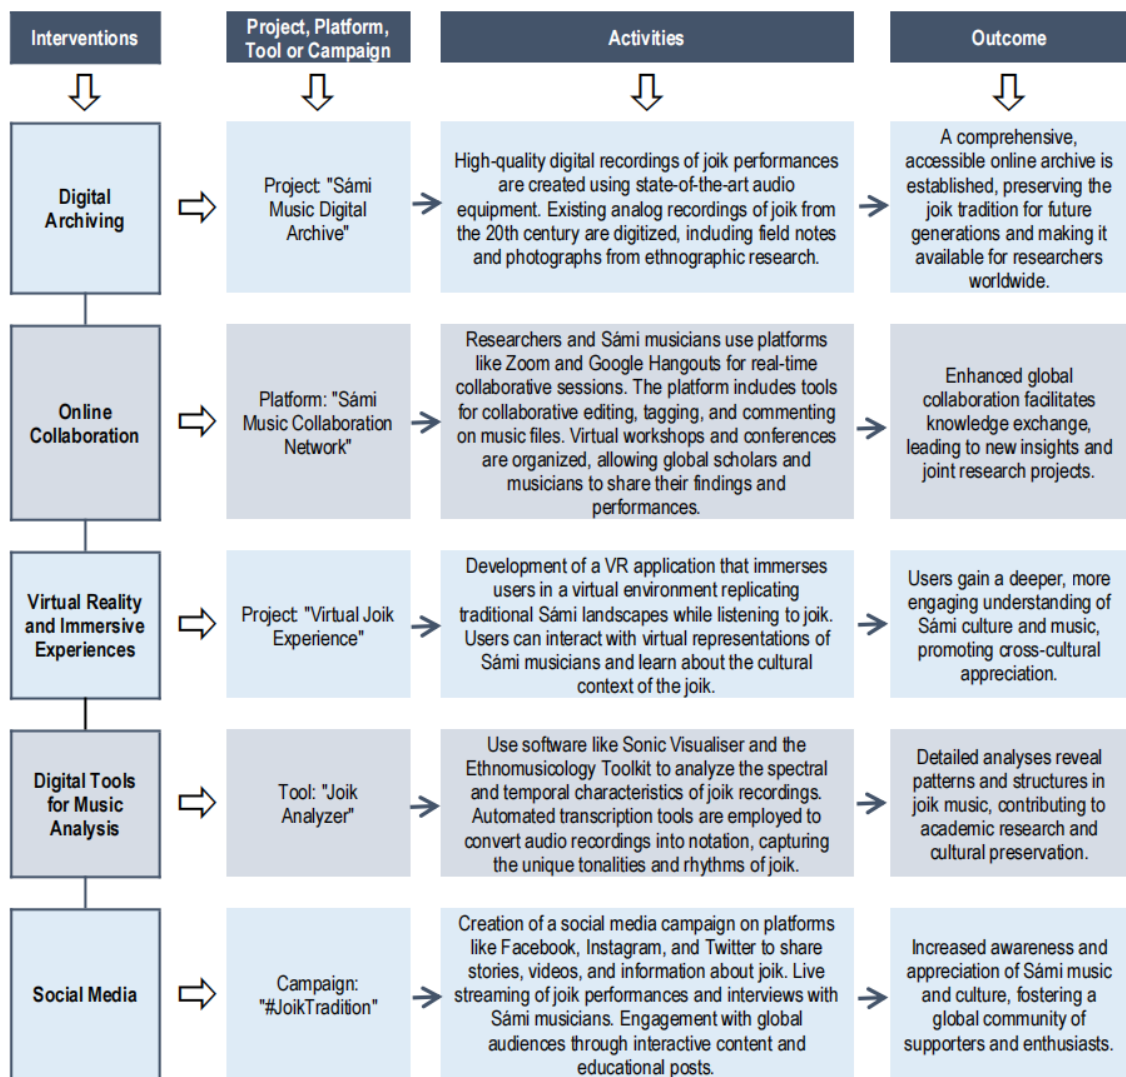 Interventions
Project, Platform,
Tool or Campaign
Activities
Outcome
Digital
Archiving
Project: "Sámi
Music Digital
Archive"
High-quality digital recordings of joik performances
are created using state-of-the-art audio
equipment. Existing analog recordings of joik from
the 20th century are digitized, including field notes
and photographs from ethnographic research.
A comprehensive,
accessible online archive is
established, preserving the
joik tradition for future
generations and making it
available for researchers
worldwide.
Online
Collaboration
Platform: "Sámi
Music Collaboration
Network"
Researchers and Sámi musicians use platforms
like Zoom and Google Hangouts for real-time
collaborative sessions. The platform includes tools
for collaborative editing, tagging, and commenting
on music files. Virtual workshops and conferences
are organized, allowing global scholars and
musicians to share their findings and
performances.
Enhanced global
collaboration facilitates
knowledge exchange,
leading to new insights and
joint research projects.
Virtual Reality
and Immersive
Experiences
Project: "Virtual Joik
Experience"
Development of a VR application that immerses
users in a virtual environment replicating
traditional Sámi landscapes while listening to joik.
Users can interact with virtual representations of
Sámi musicians and learn about the cultural
context of the joik.
Users gain a deeper, more
engaging understanding of
Sámi culture and music,
promoting cross-cultural
appreciation.
Digital Tools
for Music
Analysis
Tool: "Joik
Analyzer"
Use software like Sonic Visualiser and the
Ethnomusicology Toolkit to analyze the spectral
and temporal characteristics of joik recordings.
Automated transcription tools are employed to
convert audio recordings into notation, capturing
the unique tonalities and rhythms of joik.
Detailed analyses reveal
patterns and structures in
joik music, contributing to
academic research and
cultural preservation.
Social Media
Campaign:
"#JoikTradition"
Creation of a social media campaign on platforms
like Facebook, Instagram, and Twitter to share
stories, videos, and information about joik. Live
streaming of joik performances and interviews with
Sámi musicians. Engagement with global
audiences through interactive content and
educational posts.
Increased awareness and
appreciation of Sámi music
and culture, fostering a
global community of
supporters and enthusiasts.